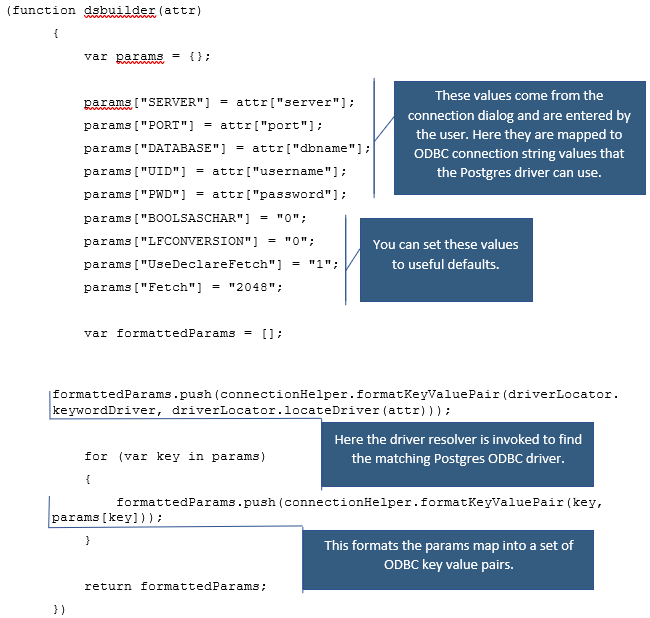 (function dsbuilder(attr)
{
var params = {};
params["SERVER"] = attr["server"];
params["PORT"] = attr["port"];
params["DATABASE"] = attr["dbname"];
params["UID"] = attr["username"];
params["PWD"] = attr["password"];
These values come from the
connection dialog and are entered by
the user. Here they are mapped to
ODBC connection string values that
the Postgres driver can use.
params["BOOLSASCHAR"] = "0";
params["LFCONVERSION"] = "0";
params["UseDeclareFetch"] = "1";
params["Fetch"] = "2048";
You can set these values
to useful defaults.
var formattedParams = [];
formattedParams.push(connectionHelper.formatKeyValuePair(driverLocator.
keywordDriver, driverLocator.locateDriver(attr)));
Here the driver resolver is invoked to find
the matching Postgres ODBC driver.
for (var key in params)
{
formattedParams.push(connectionHelper.formatKeyValuePair(key,
params[key]));
}
This formats the params map into a set of
ODBC key value pairs.
return formattedParams;
})